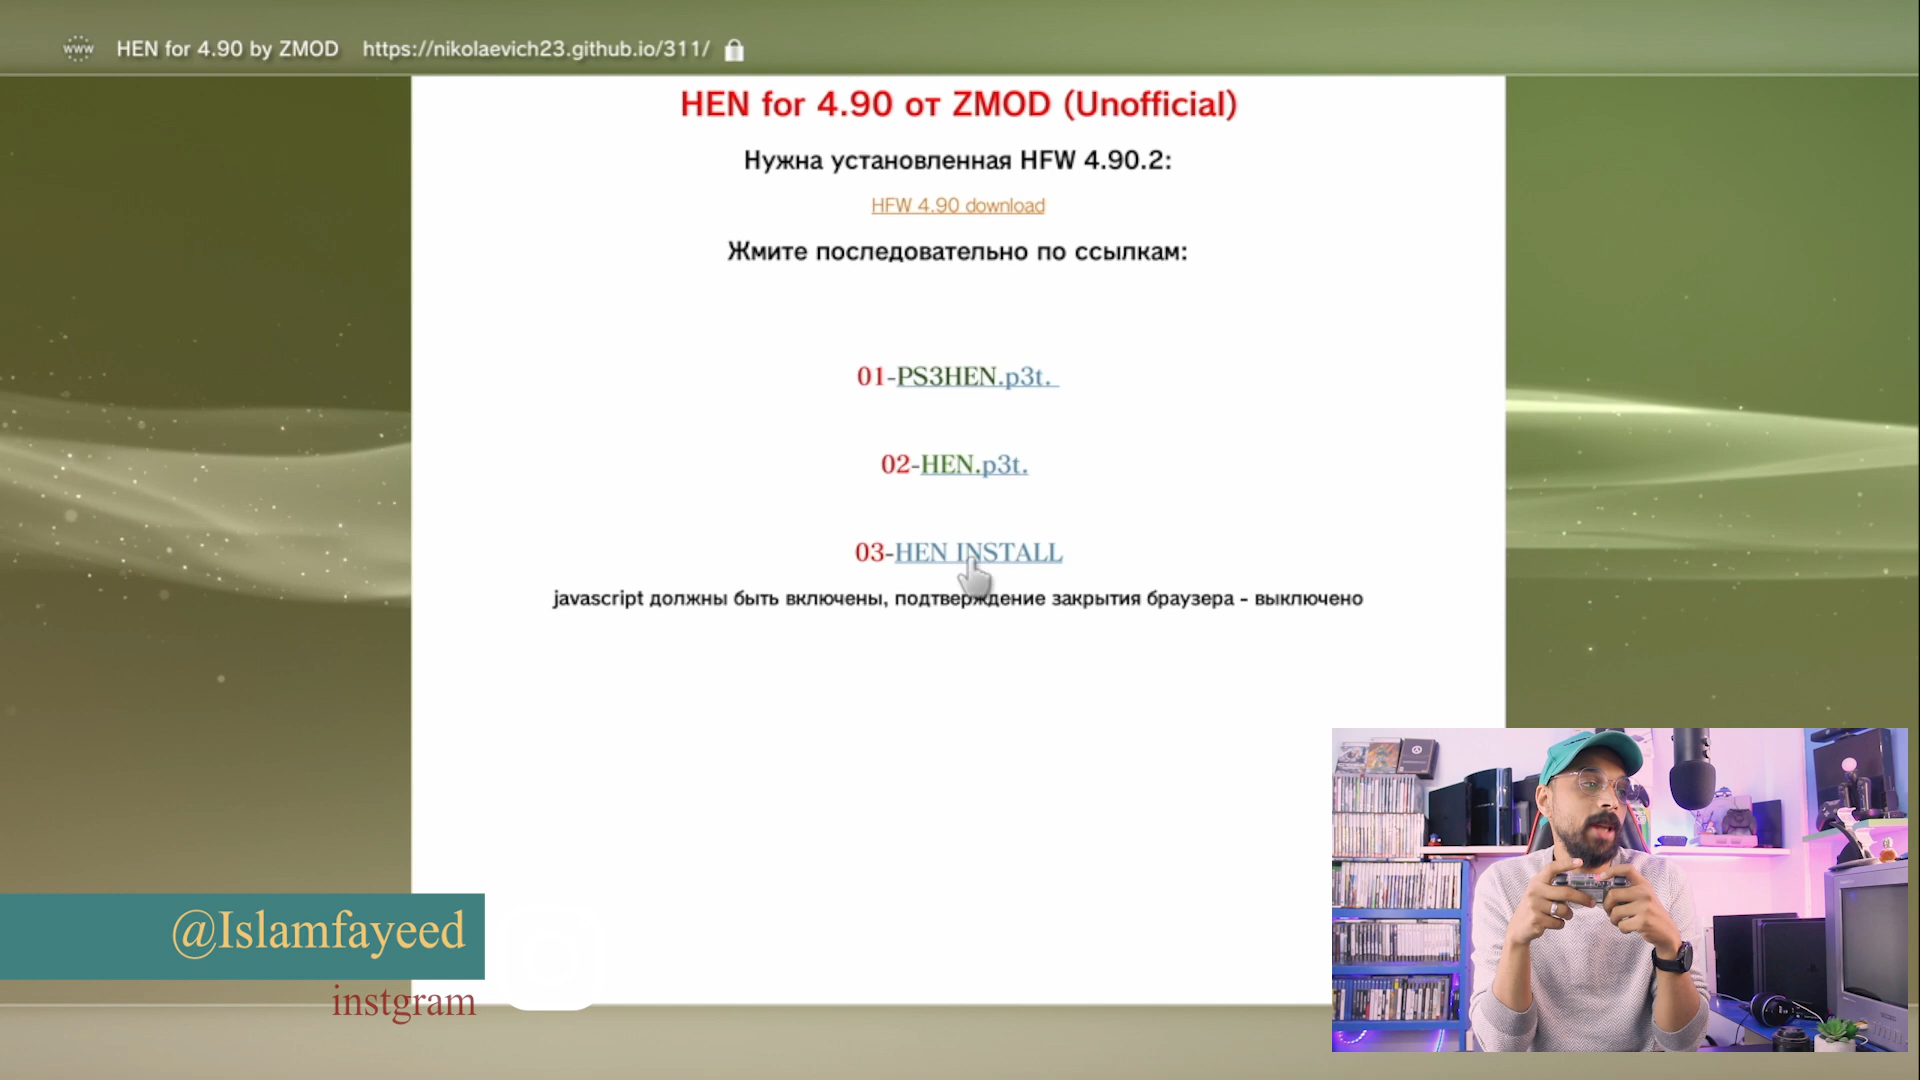 www HEN for 4.90 by ZMOD https://nikolaevich23.github.io/311/
HEN for 4.90 от ZMOD (Unofficial)
Нужна установленная HFW 4.90.2:
HFW 4.90 download
Жмите последовательно по ссылкам:
01-PS3HEN.p3t.
02-HEN.p3t.
03-HEN INSTALL
javascript должны быть включены, подтверждение закрытия браузера - выключено
@Islamfayeed
instgram